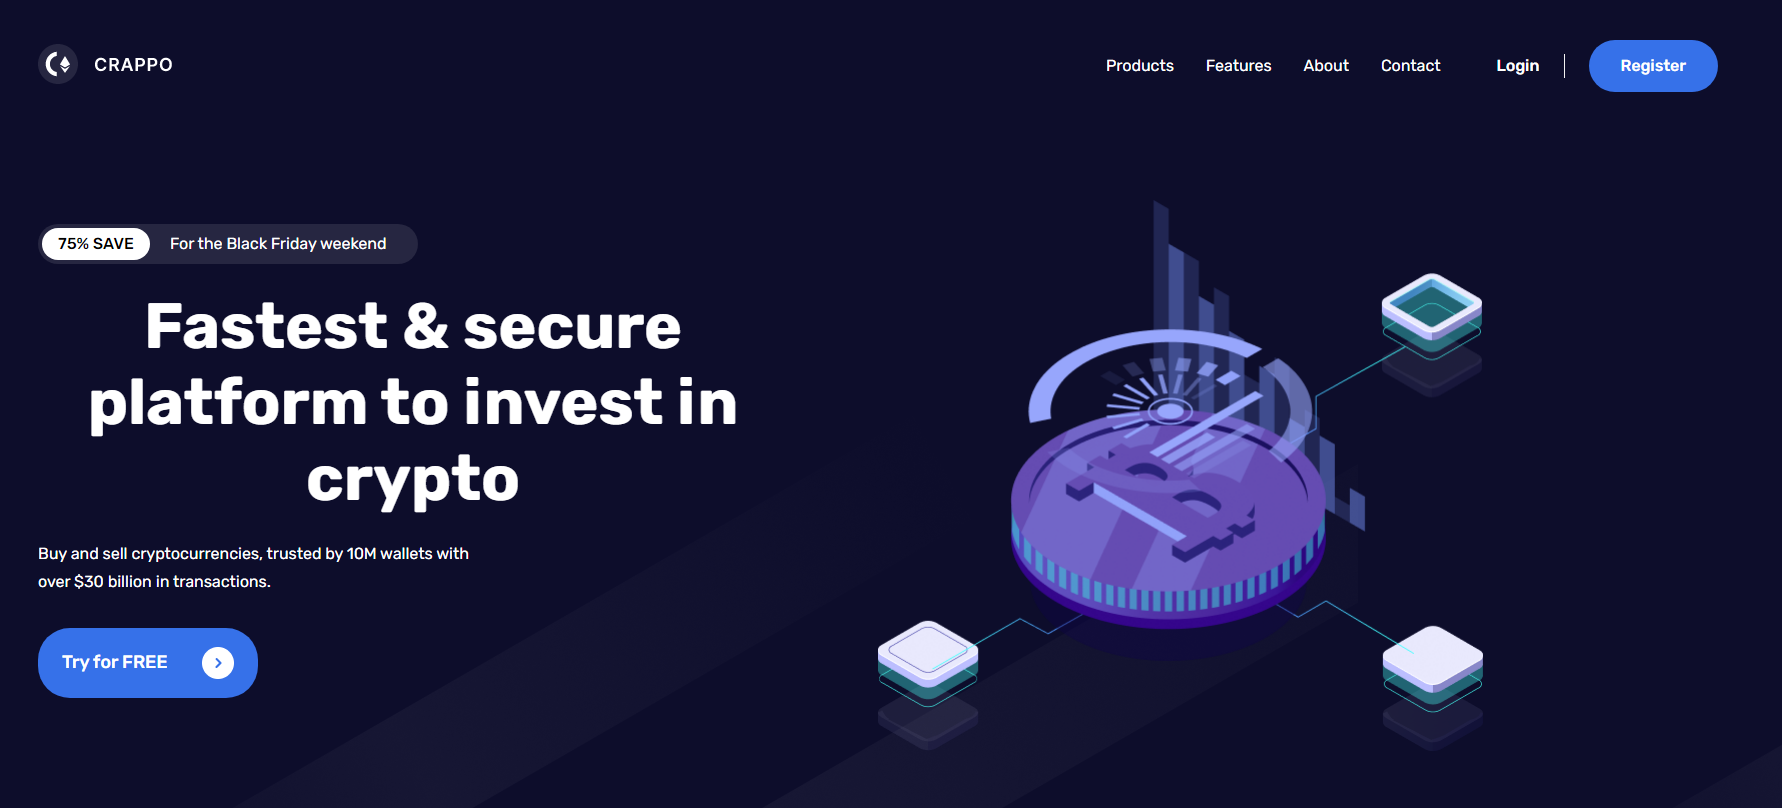 CRAPPO
Products Features About Contact Login Register
75% SAVE For the Black Friday weekend
Fastest & secure
platform to invest in
crypto
Buy and sell cryptocurrencies, trusted by 10M wallets with
over $30 billion in transactions.
Try for FREE